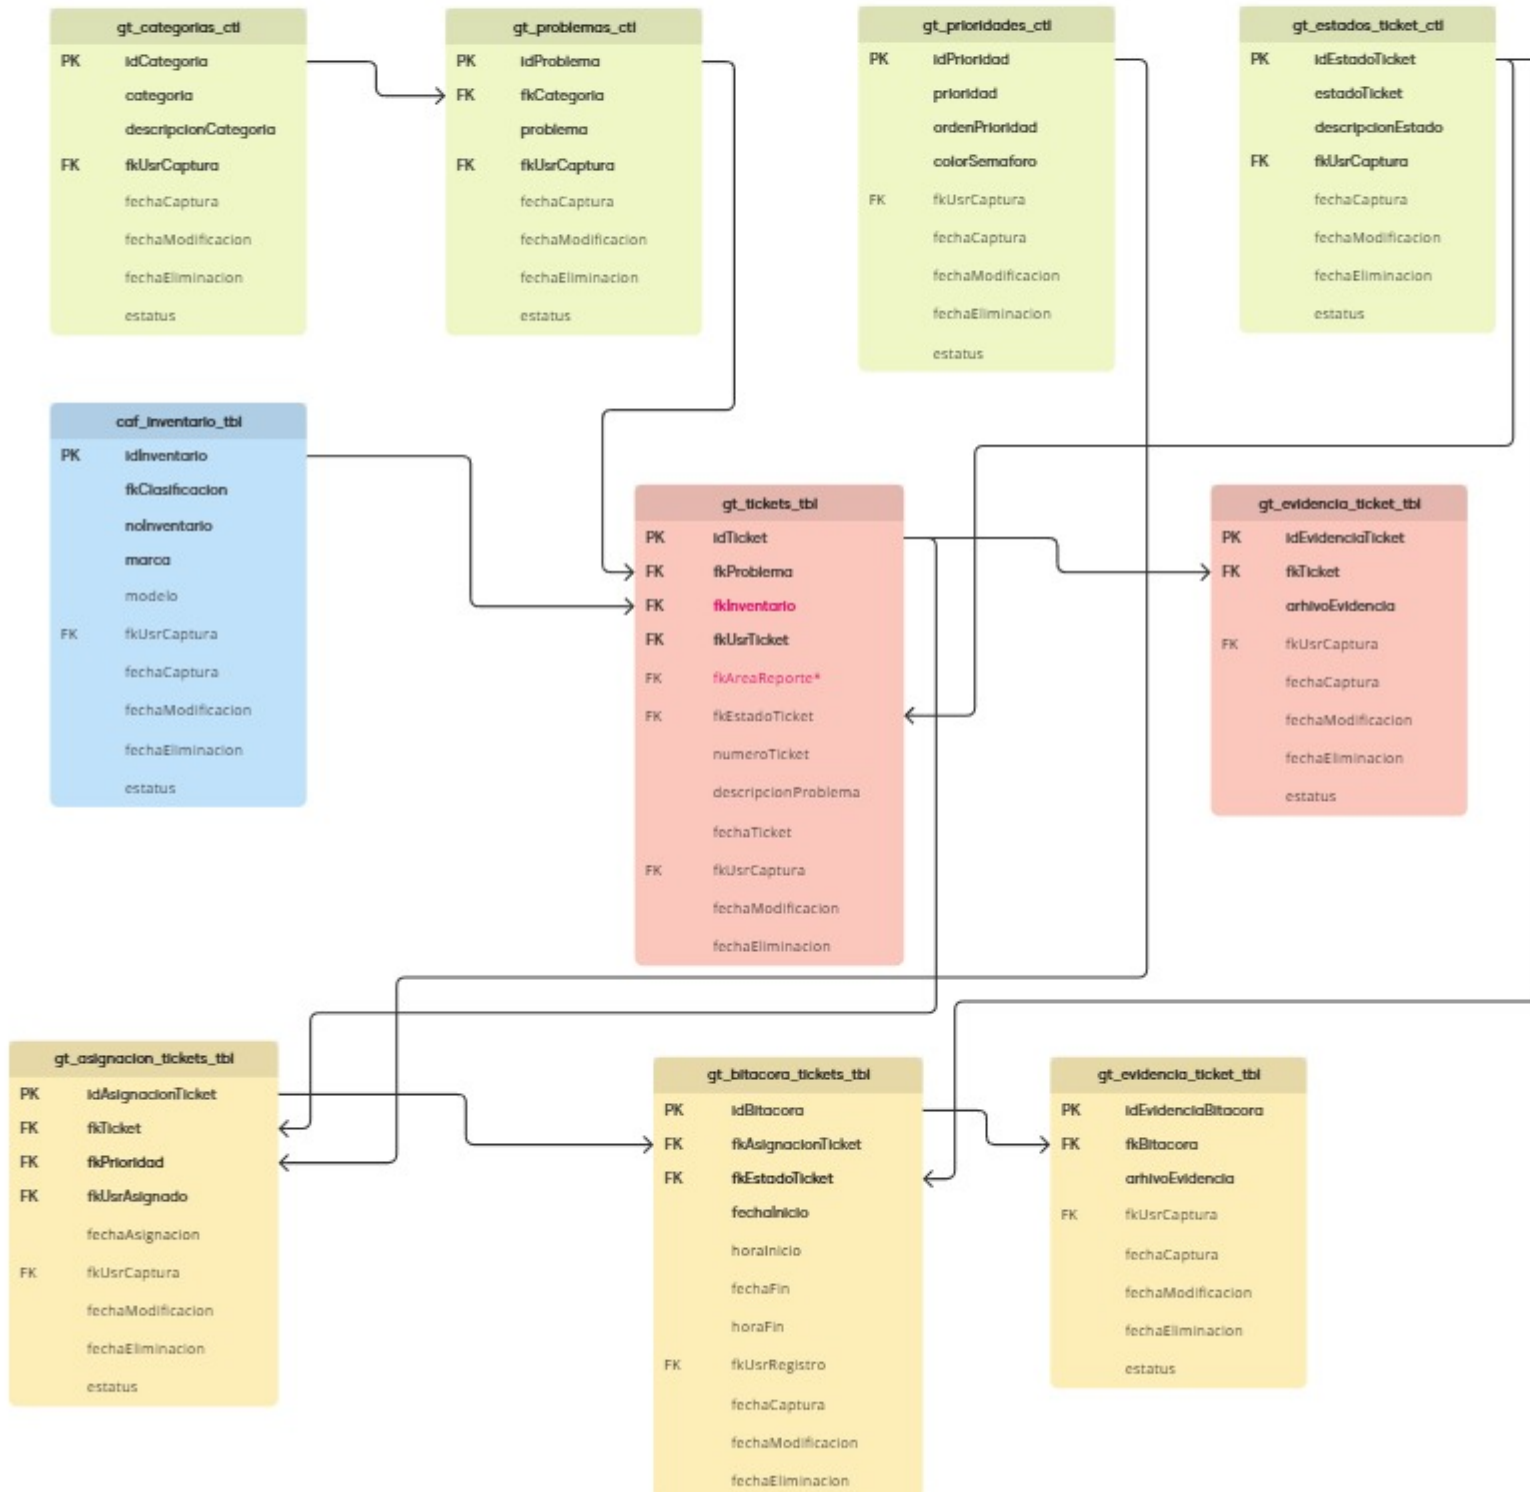 gt_categorias_ctl
PK idCategoria
categoria
descripcionCategoria
FK fkUsrCaptura
fechaCaptura
fechaModificacion
fechaEliminacion
estatus
gt_problemas_ctl
PK idProblema
FK fkCategoria
problema
FK fkUsrCaptura
fechaCaptura
fechaModificacion
fechaEliminacion
estatus
gt_prioridades_ctl
PK idPrioridad
prioridad
ordenPrioridad
colorSemaforo
FK fkUsrCaptura
fechaCaptura
fechaModificacion
fechaEliminacion
estatus
gt_estados_ticket_ctl
PK idEstadoTicket
estadoTicket
descripcionEstado
FK fkUsrCaptura
fechaCaptura
fechaModificacion
fechaEliminacion
estatus
caf_inventario_tbl
PK idInventario
fkClasificacion
noInventario
marca
modelo
FK fkUsrCaptura
fechaCaptura
fechaModificacion
fechaEliminacion
estatus
gt_tickets_tbl
PK idTicket
FK fkProblema
FK fkInventario
FK fkUsrTicket
FK fkAreaReporte*
FK fkEstadoTicket
numeroTicket
descripcionProblema
fechaTicket
FK fkUsrCaptura
fechaModificacion
fechaEliminacion
gt_evidencia_ticket_tbl
PK idEvidenciaTicket
FK fkTicket
arhivoEvidencia
FK fkUsrCaptura
fechaCaptura
fechaModificacion
fechaEliminacion
estatus
gt_asignacion_tickets_tbl
PK idAsignacionTicket
FK fkTicket
FK fkPrioridad
FK fkUsrAsignado
fechaAsignacion
FK fkUsrCaptura
fechaModificacion
fechaEliminacion
estatus
gt_bitacora_tickets_tbl
PK idBitacora
FK fkAsignacionTicket
FK fkEstadoTicket
fechaInicio
horaInicio
fechaFin
horaFin
FK fkUsrRegistro
fechaCaptura
fechaModificacion
fechaEliminacion
gt_evidencia_ticket_tbl
PK idEvidenciaBitacora
FK fkBitacora
arhivoEvidencia
FK fkUsrCaptura
fechaCaptura
fechaModificacion
fechaEliminacion
estatus